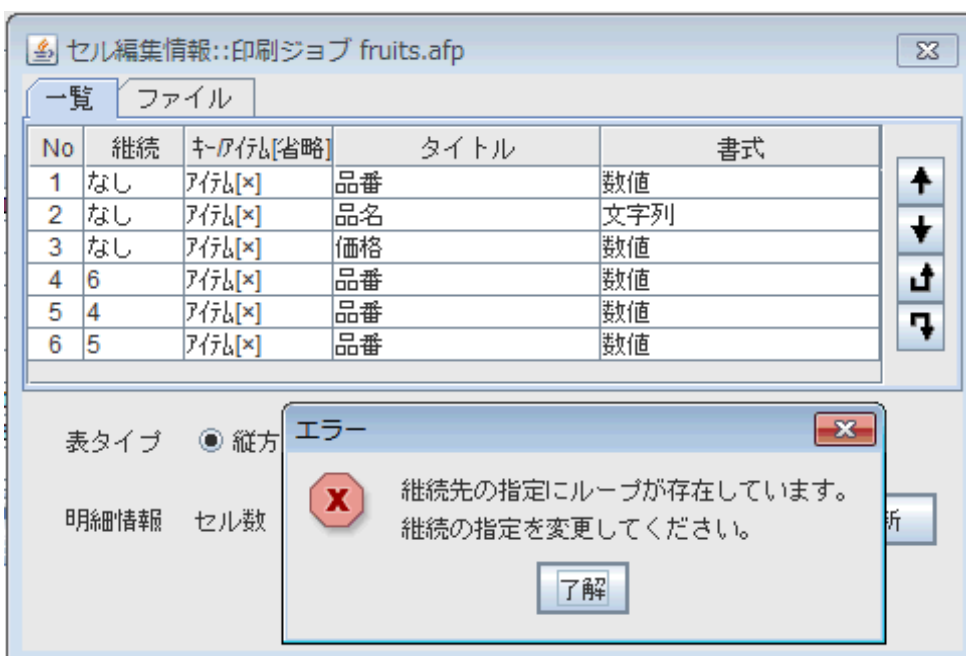 セル編集情報::印刷ジョブ fruits.afp
一覧 ファイル
No 継続 ｷｰ/ｱｲﾃﾑ[省略] タイトル 書式
1 なし ｱｲﾃﾑ[×] 品番 数値
2 なし ｱｲﾃﾑ[×] 品名 文字列
3 なし ｱｲﾃﾑ[×] 価格 数値
4 6 ｱｲﾃﾑ[×] 品番 数値
5 4 ｱｲﾃﾑ[×] 品番 数値
6 5 ｱｲﾃﾑ[×] 品番 数値
表タイプ 縦方
エラー
継続先の指定にループが存在しています。
継続の指定を変更してください。
明細情報 セル数 新
了解